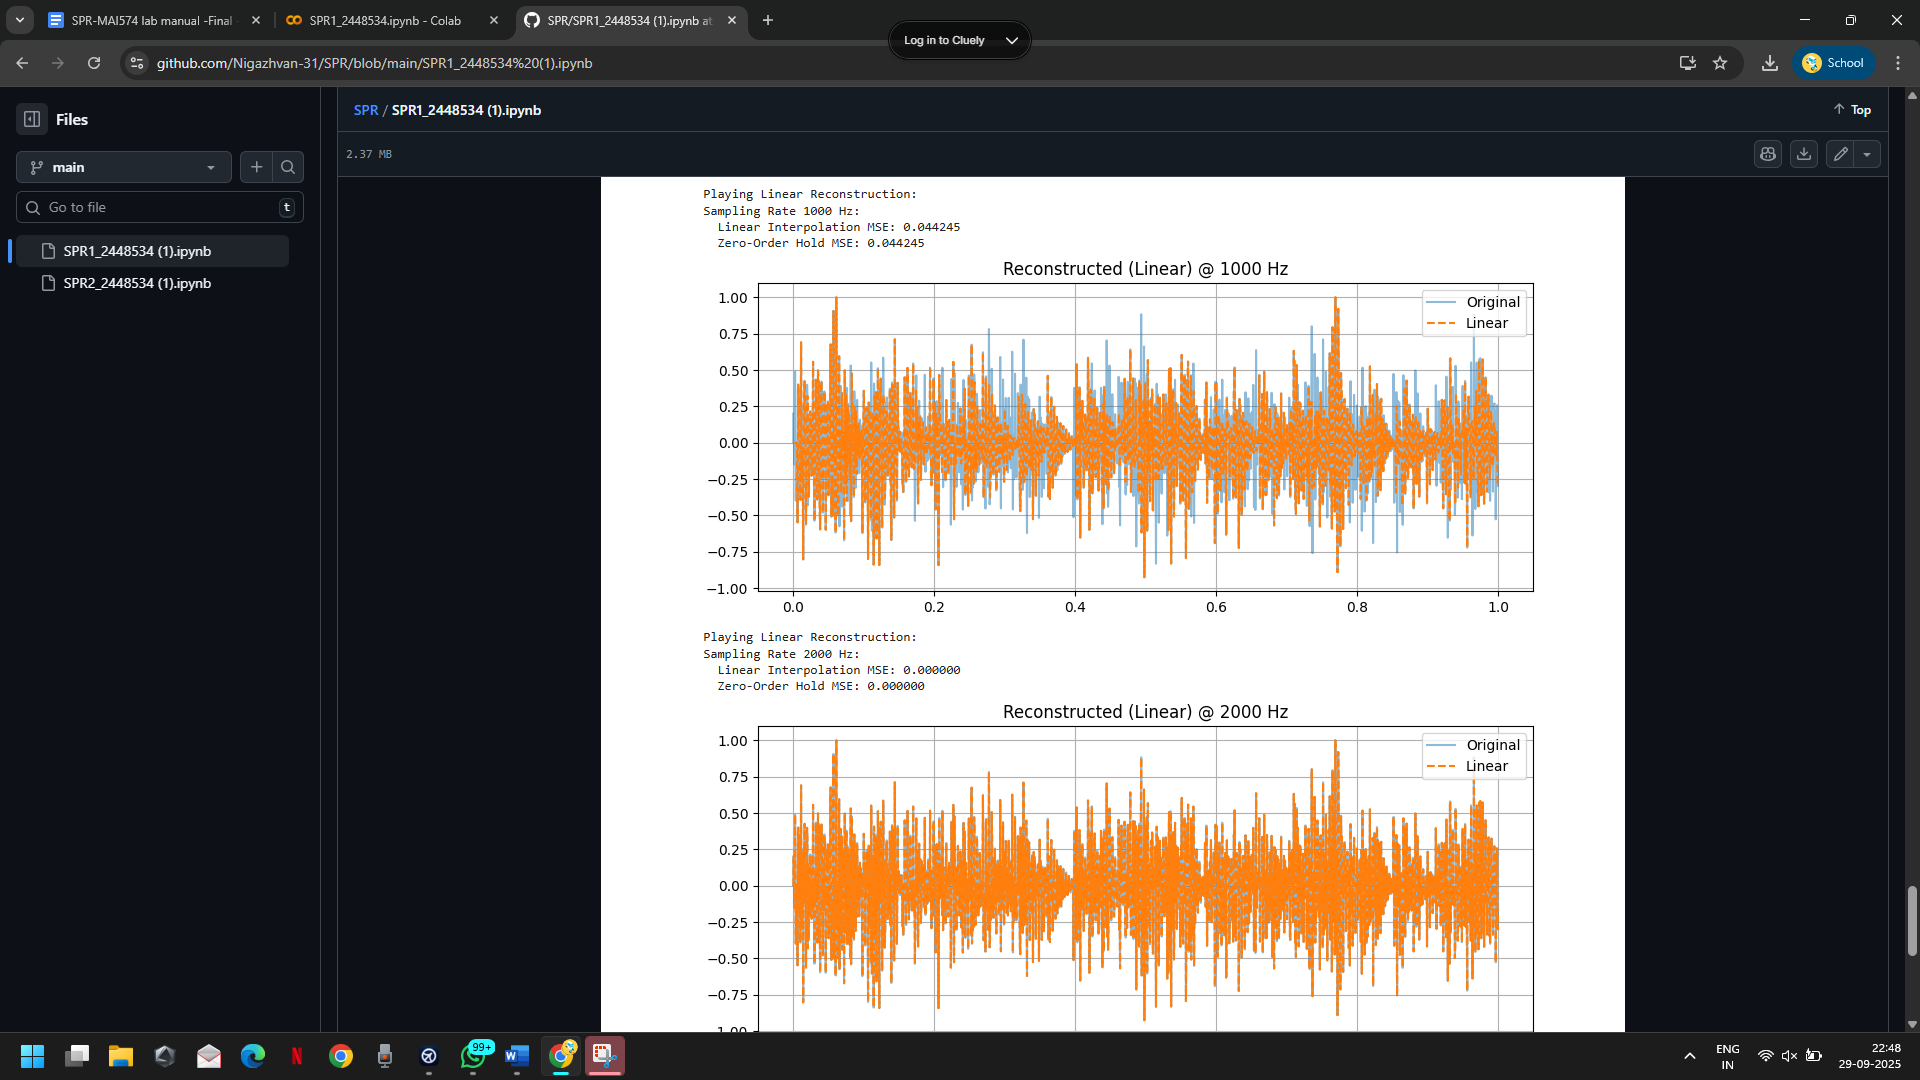 SPR-MAI574 lab manual -Final
SPR1_2448534.ipynb - Colab
SPR/SPR1_2448534 (1).ipynb at
Log in to Cluely
github.com/Nigazhvan-31/SPR/blob/main/SPR1_2448534%20(1).ipynb
School
Files
SPR / SPR1_2448534 (1).ipynb
Top
main
2.37 MB
Go to file
t
SPR1_2448534 (1).ipynb
SPR2_2448534 (1).ipynb
Playing Linear Reconstruction:
Sampling Rate 1000 Hz:
Linear Interpolation MSE: 0.044245
Zero-Order Hold MSE: 0.044245
Reconstructed (Linear) @ 1000 Hz
1.00
0.75
0.50
0.25
0.00
−0.25
−0.50
−0.75
−1.00
Original
Linear
0.0 0.2 0.4 0.6 0.8 1.0
Playing Linear Reconstruction:
Sampling Rate 2000 Hz:
Linear Interpolation MSE: 0.000000
Zero-Order Hold MSE: 0.000000
Reconstructed (Linear) @ 2000 Hz
1.00
0.75
0.50
0.25
0.00
−0.25
−0.50
−0.75
−1.00
Original
Linear
99+
ENG
IN
22:48
29-09-2025